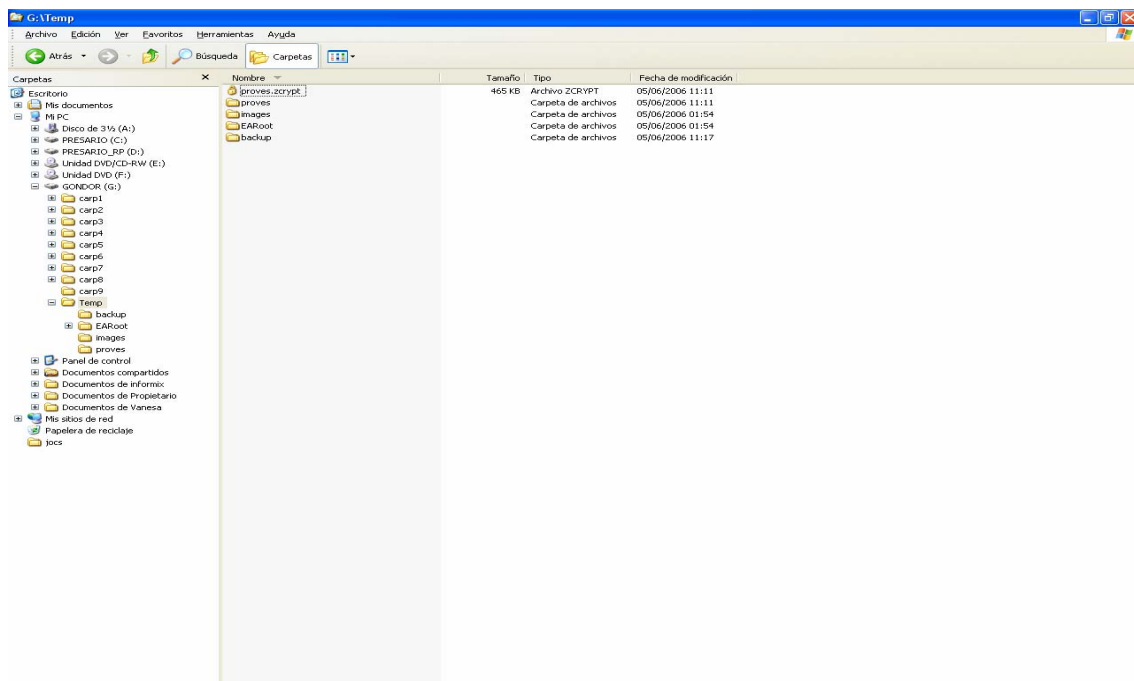 G:\Temp
Archivo Edición Ver Favoritos Herramientas Ayuda
Atrás Búsqueda Carpetas
Carpetas
Escritorio
Mis documentos
Mi PC
Disco de 3½ (A:)
PRESARIO (C:)
PRESARIO_RP (D:)
Unidad DVD/CD-RW (E:)
Unidad DVD (F:)
GONDOR (G:)
carp1
carp2
carp3
carp4
carp5
carp6
carp7
carp8
carp9
Temp
backup
EARoot
images
proves
Panel de control
Documentos compartidos
Documentos de informix
Documentos de Propietario
Documentos de Vanesa
Mis sitios de red
Papelera de reciclaje
jocs
Nombre Tamaño Tipo Fecha de modificación
proves.zcrypt 465 KB Archivo ZCRYPT 05/06/2006 11:11
proves Carpeta de archivos 05/06/2006 11:11
images Carpeta de archivos 05/06/2006 01:54
EARoot Carpeta de archivos 05/06/2006 01:54
backup Carpeta de archivos 05/06/2006 11:17